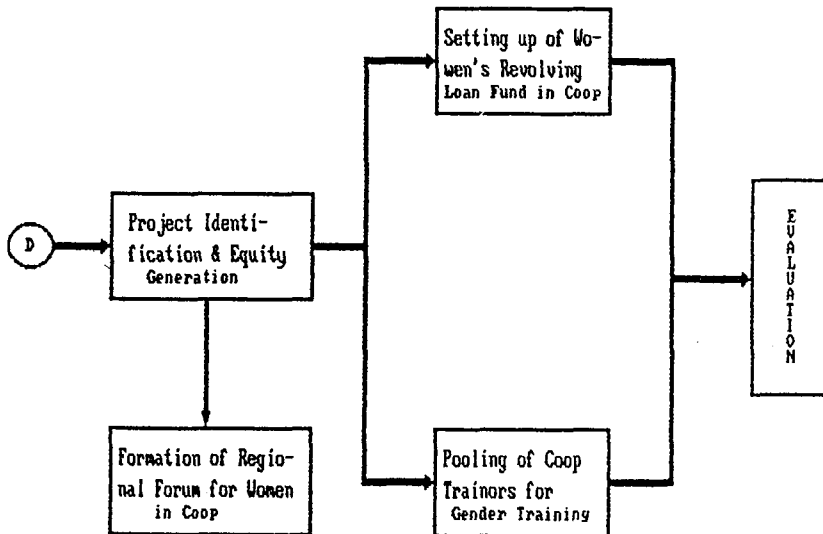 Setting up of Wo-
men's Revolving
Loan Fund in Coop
D
Project Identi-
fication & Equity
Generation
EVALUATION
Formation of Regio-
nal Forum for Women
in Coop
Pooling of Coop
Trainors for
Gender Training